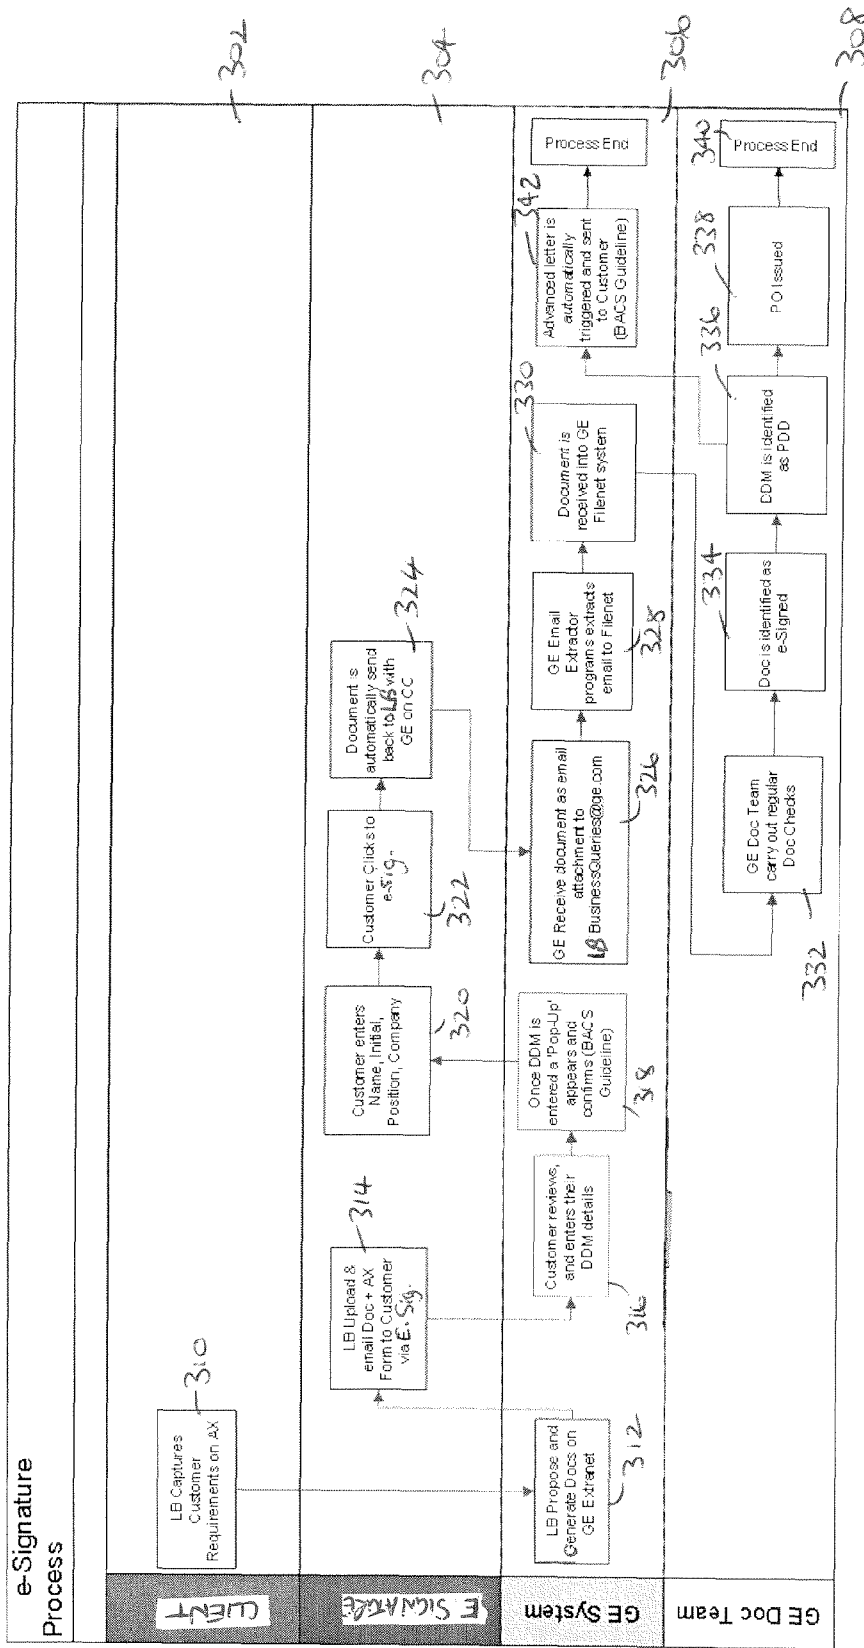 e-Signature
Process
CLIENT
302
LB Captures
Customer
Requirements on AX
310
E SIGNATURE
304
LB Upload &
email Doc + AX
Form to Customer
via E. Sig.
314
Customer enters
Name, Initial,
Position, Company
320
Customer Clicks to
e-Sig.
322
Document is
automatically send
back to LB with
GE on CC
324
GE System
306
LB Propose and
Generate Docs on
GE Extranet
312
Customer reviews,
and enters their
DDM details
316
Once DDM is
entered a 'Pop-Up'
appears and
confirms (BACS
Guideline)
318
GE Receive document as email
attachment to
LB BusinessQueries@ge.com
326
GE Email
Extractor
programs extracts
email to Filenet
328
Document is
received into GE
Filenet system
330
Advanced letter is
automatically
triggered and sent
to Customer
(BACS Guideline)
342
Process End
GE Doc Team
308
GE Doc Team
carry out regular
Doc Checks
332
Doc is identified as
e-Signed
334
DDM is identified
as PDD
336
PO Issued
338
Process End
340